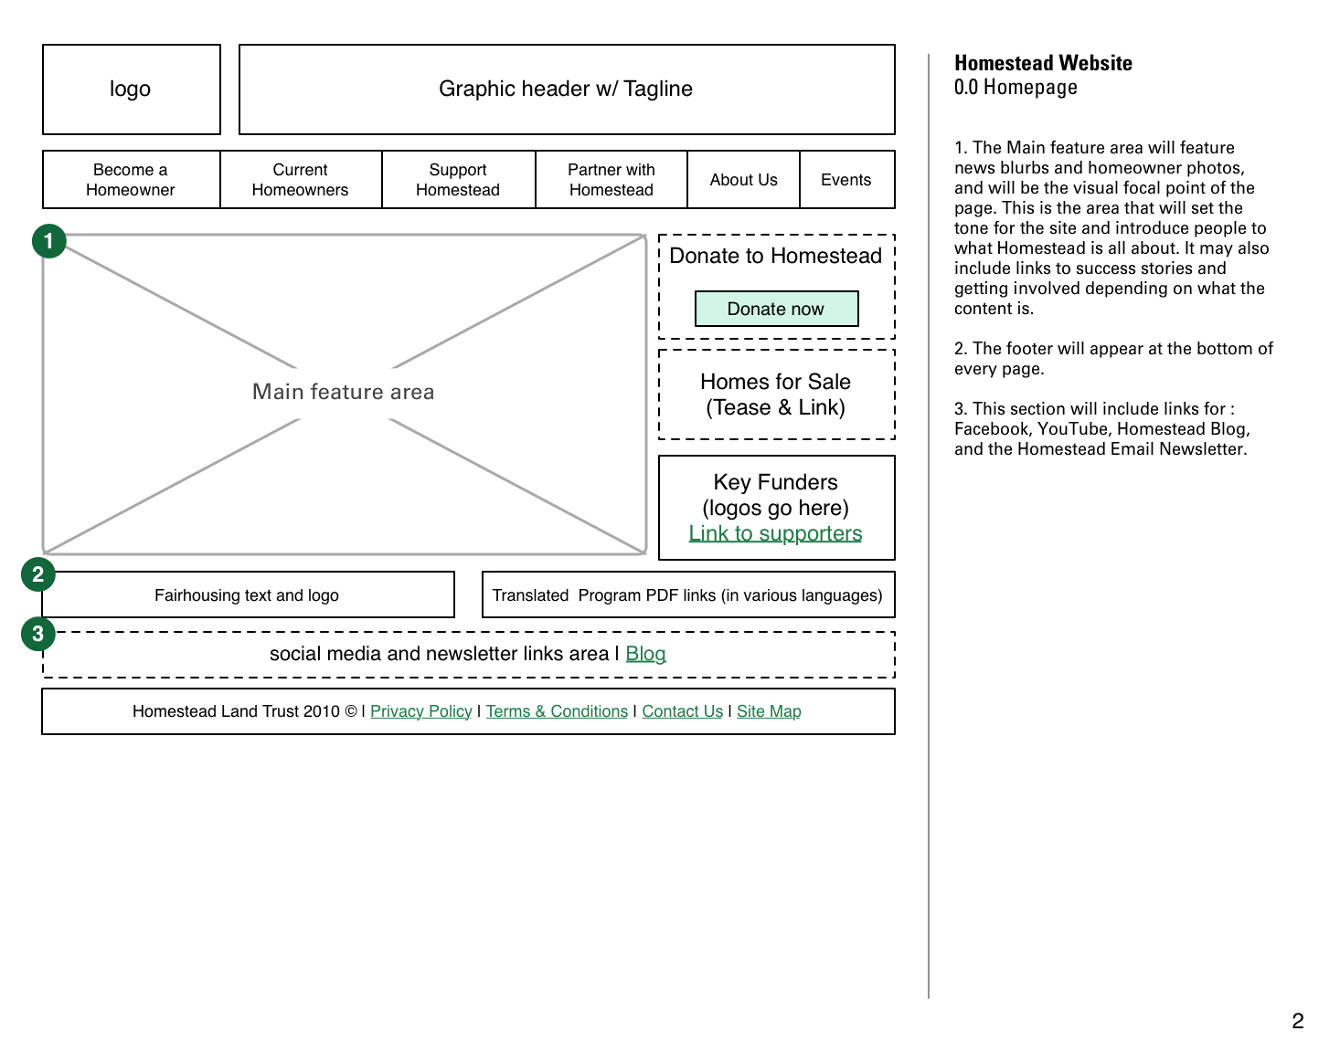 logo
Graphic header w/ Tagline
Become a
Homeowner
Current
Homeowners
Support
Homestead
Partner with
Homestead
About Us
Events
1
Main feature area
Donate to Homestead
Donate now
Homes for Sale
(Tease & Link)
Key Funders
(logos go here)
Link to supporters
2
Fairhousing text and logo
Translated  Program PDF links (in various languages)
3
social media and newsletter links area | Blog
Homestead Land Trust 2010 © | Privacy Policy | Terms & Conditions | Contact Us | Site Map
Homestead Website
0.0 Homepage
1. The Main feature area will feature
news blurbs and homeowner photos,
and will be the visual focal point of the
page. This is the area that will set the
tone for the site and introduce people to
what Homestead is all about. It may also
include links to success stories and
getting involved depending on what the
content is.
2. The footer will appear at the bottom of
every page.
3. This section will include links for :
Facebook, YouTube, Homestead Blog,
and the Homestead Email Newsletter.
2